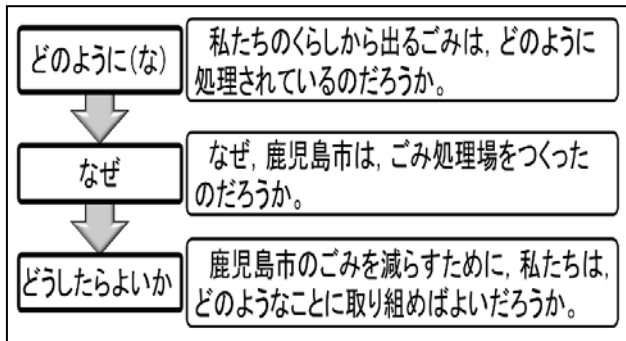 どのように(な)
私たちのくらしから出るごみは，どのように
処理されているのだろうか。
なぜ
なぜ，鹿児島市は，ごみ処理場をつくった
のだろうか。
どうしたらよいか
鹿児島市のごみを減らすために，私たちは，
どのようなことに取り組めばよいだろうか。